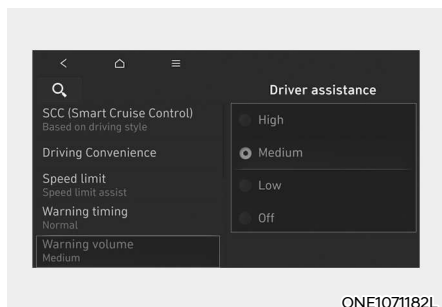 Driver assistance
SCC (Smart Cruise Control)
Based on driving style
Driving Convenience
Speed limit
Speed limit assist
Warning timing
Normal
Warning volume
Medium
High
Medium
Low
Off
ONE1071182L